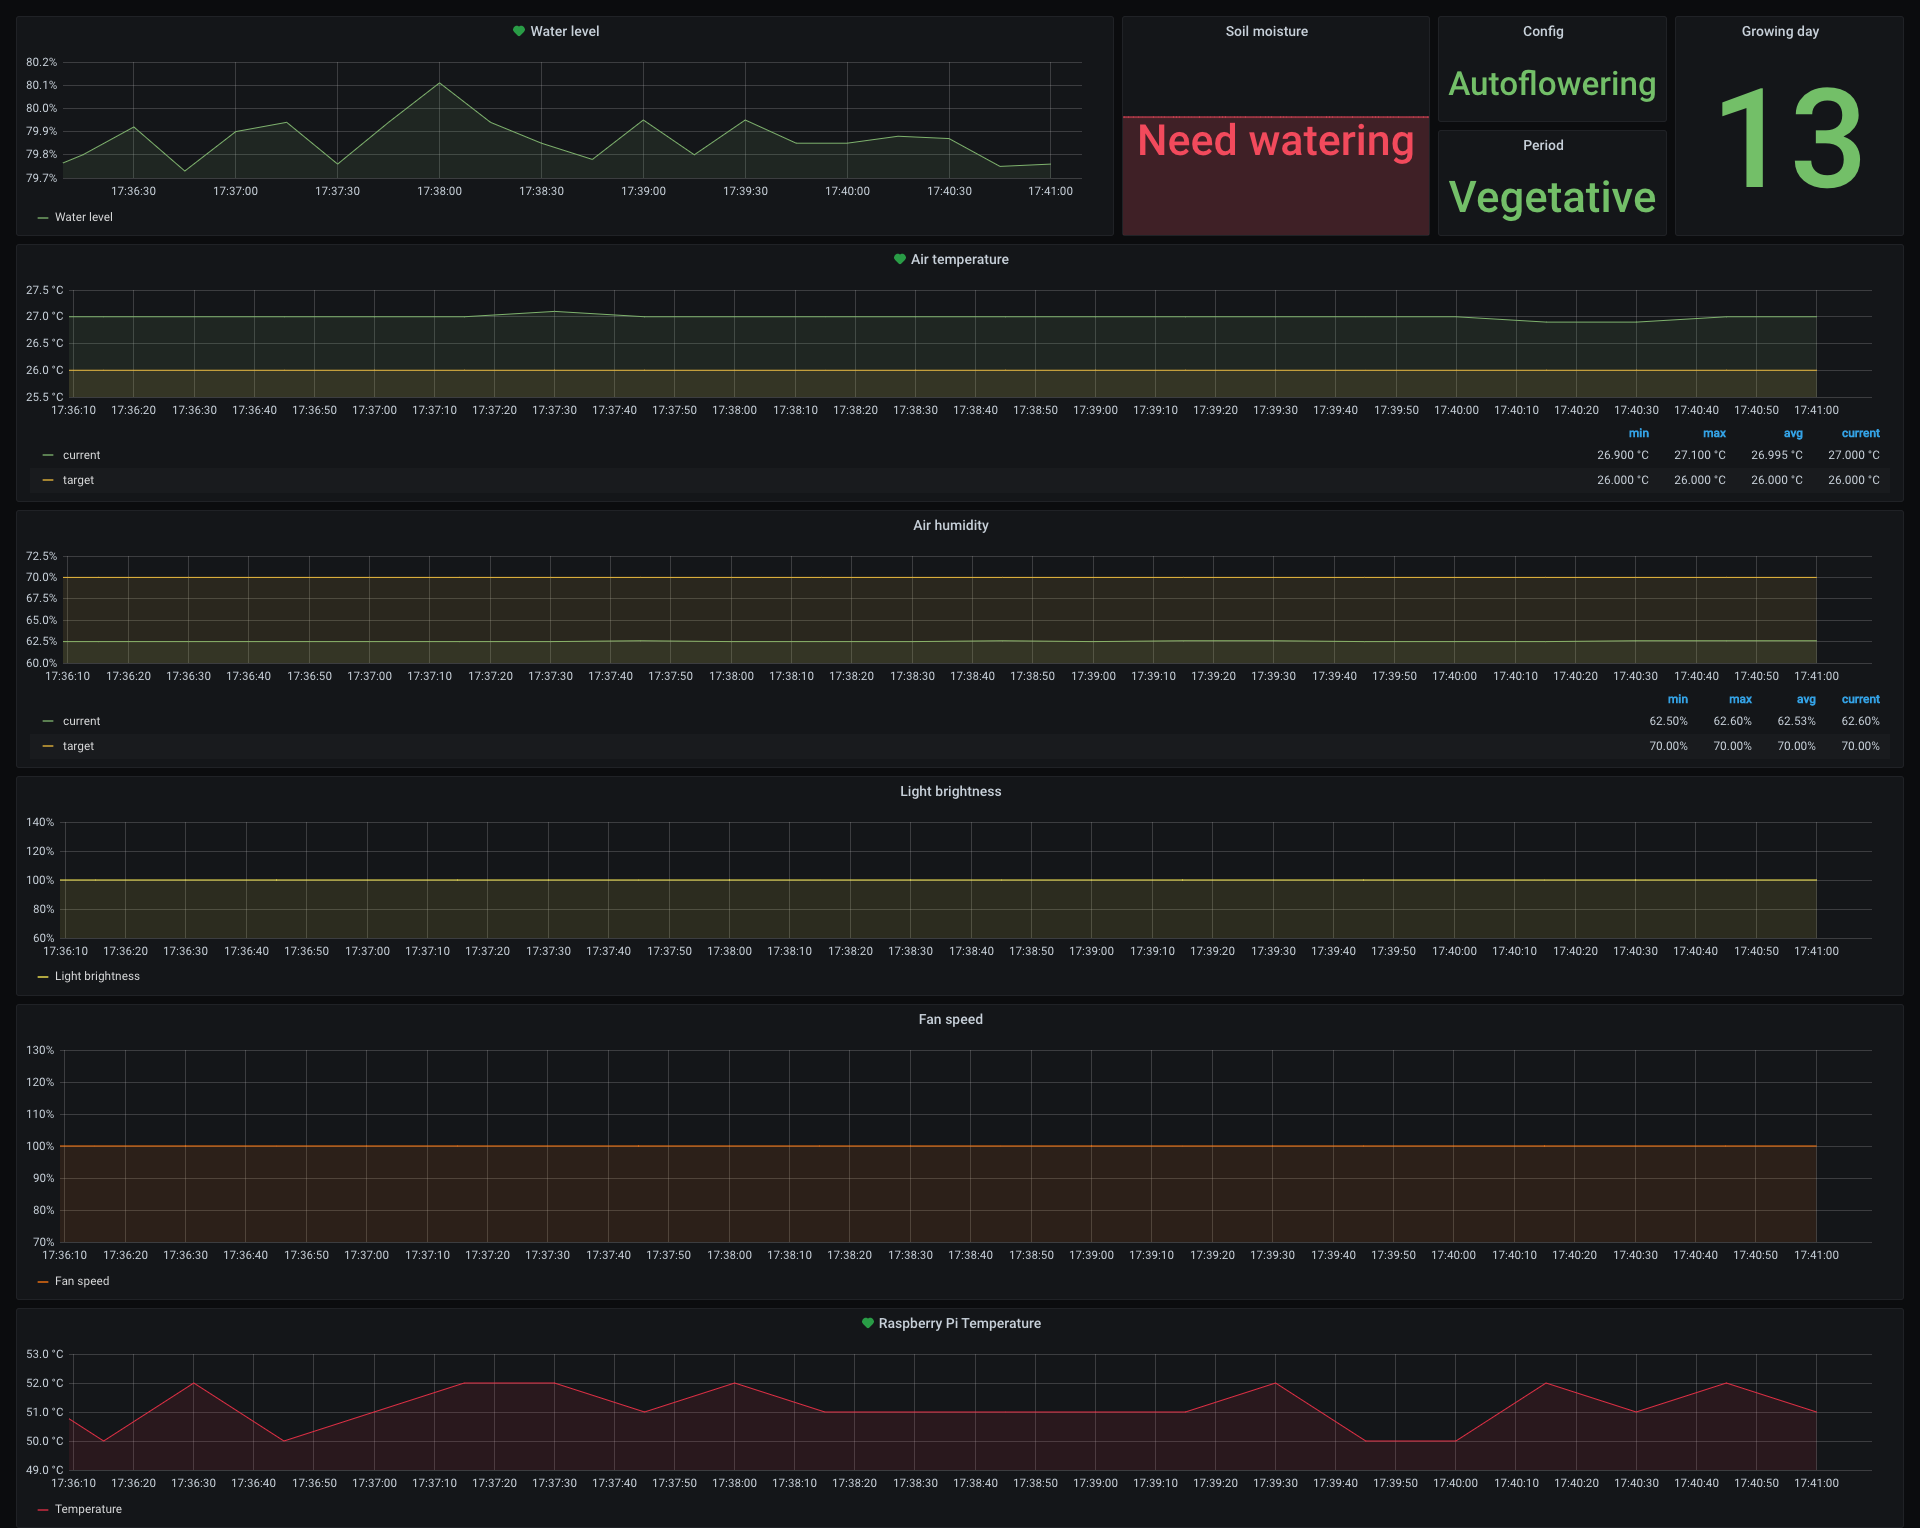 Water level
80.2%
80.1%
80.0%
79.9%
79.8%
79.7%
17:36:30 17:37:00 17:37:30 17:38:00 17:38:30 17:39:00 17:39:30 17:40:00 17:40:30 17:41:00
Water level
Soil moisture
Need watering
Config
Autoflowering
Period
Vegetative
Growing day
13
Air temperature
27.5 °C
27.0 °C
26.5 °C
26.0 °C
25.5 °C
17:36:10 17:36:20 17:36:30 17:36:40 17:36:50 17:37:00 17:37:10 17:37:20 17:37:30 17:37:40 17:37:50 17:38:00 17:38:10 17:38:20 17:38:30 17:38:40 17:38:50 17:39:00 17:39:10 17:39:20 17:39:30 17:39:40 17:39:50 17:40:00 17:40:10 17:40:20 17:40:30 17:40:40 17:40:50 17:41:00
min max avg current
current 26.900 °C 27.100 °C 26.995 °C 27.000 °C
target 26.000 °C 26.000 °C 26.000 °C 26.000 °C
Air humidity
72.5%
70.0%
67.5%
65.0%
62.5%
60.0%
17:36:10 17:36:20 17:36:30 17:36:40 17:36:50 17:37:00 17:37:10 17:37:20 17:37:30 17:37:40 17:37:50 17:38:00 17:38:10 17:38:20 17:38:30 17:38:40 17:38:50 17:39:00 17:39:10 17:39:20 17:39:30 17:39:40 17:39:50 17:40:00 17:40:10 17:40:20 17:40:30 17:40:40 17:40:50 17:41:00
min max avg current
current 62.50% 62.60% 62.53% 62.60%
target 70.00% 70.00% 70.00% 70.00%
Light brightness
140%
120%
100%
80%
60%
17:36:10 17:36:20 17:36:30 17:36:40 17:36:50 17:37:00 17:37:10 17:37:20 17:37:30 17:37:40 17:37:50 17:38:00 17:38:10 17:38:20 17:38:30 17:38:40 17:38:50 17:39:00 17:39:10 17:39:20 17:39:30 17:39:40 17:39:50 17:40:00 17:40:10 17:40:20 17:40:30 17:40:40 17:40:50 17:41:00
Light brightness
Fan speed
130%
120%
110%
100%
90%
80%
70%
17:36:10 17:36:20 17:36:30 17:36:40 17:36:50 17:37:00 17:37:10 17:37:20 17:37:30 17:37:40 17:37:50 17:38:00 17:38:10 17:38:20 17:38:30 17:38:40 17:38:50 17:39:00 17:39:10 17:39:20 17:39:30 17:39:40 17:39:50 17:40:00 17:40:10 17:40:20 17:40:30 17:40:40 17:40:50 17:41:00
Fan speed
Raspberry Pi Temperature
53.0 °C
52.0 °C
51.0 °C
50.0 °C
49.0 °C
17:36:10 17:36:20 17:36:30 17:36:40 17:36:50 17:37:00 17:37:10 17:37:20 17:37:30 17:37:40 17:37:50 17:38:00 17:38:10 17:38:20 17:38:30 17:38:40 17:38:50 17:39:00 17:39:10 17:39:20 17:39:30 17:39:40 17:39:50 17:40:00 17:40:10 17:40:20 17:40:30 17:40:40 17:40:50 17:41:00
Temperature